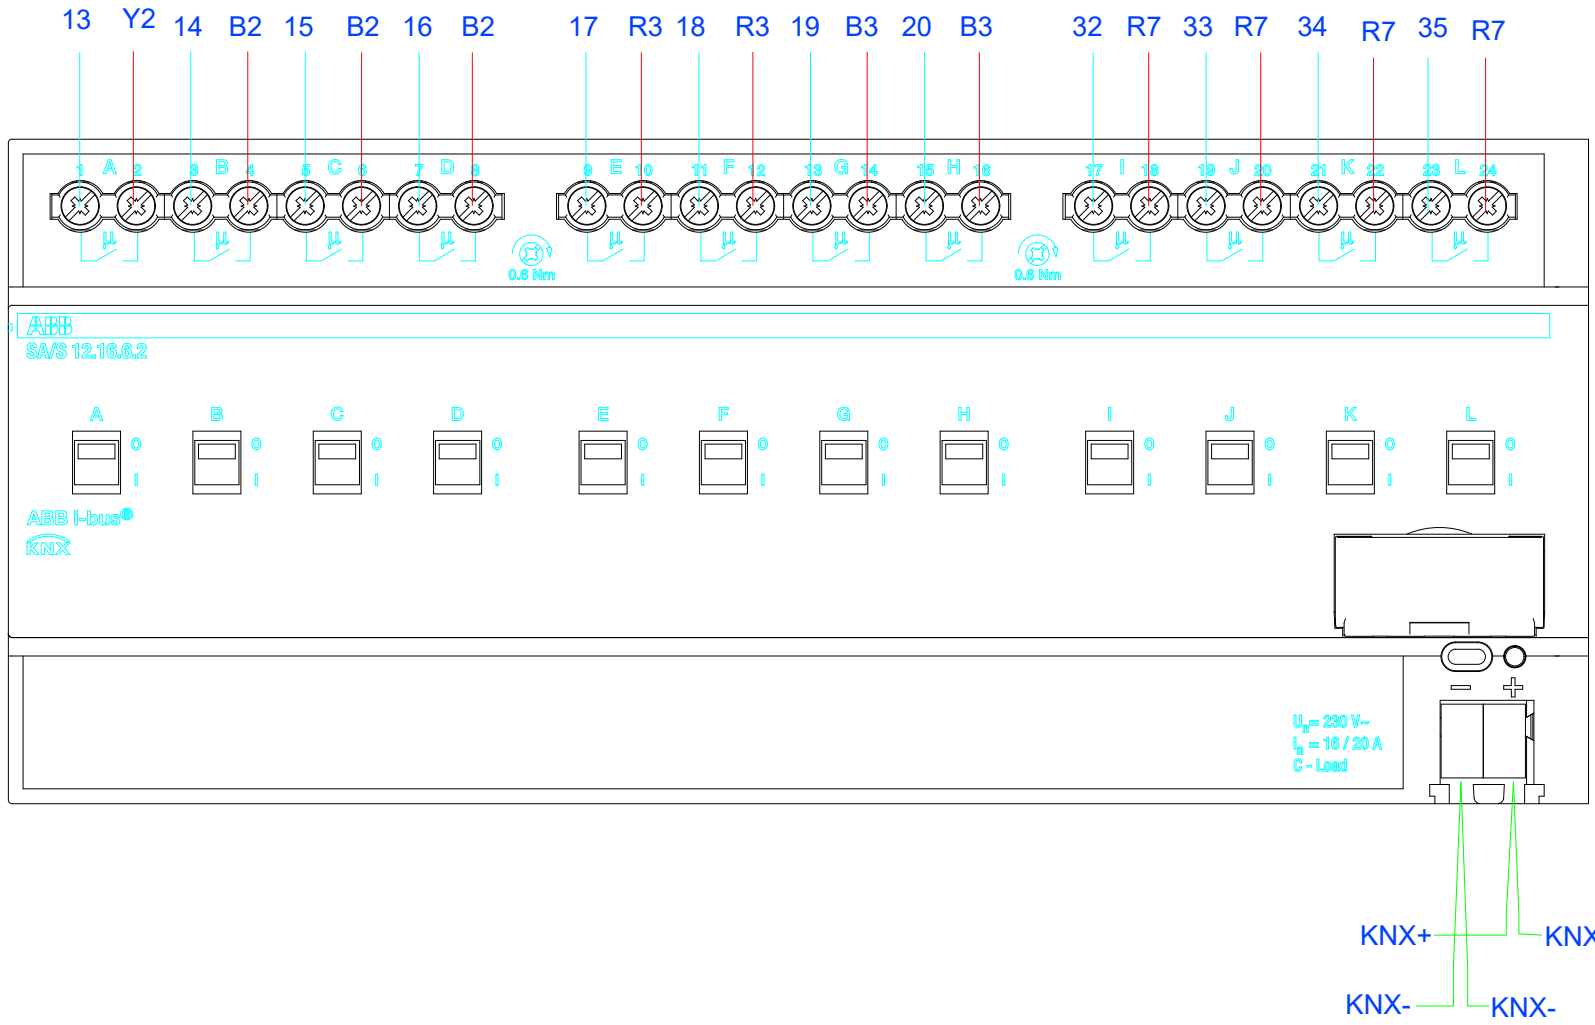 13 Y2 14 B2 15 B2 16 B2 17 R3 18 R3 19 B3 20 B3 32 R7 33 R7 34 R7 35 R7
1 A 2 3 B 4 5 C 6 7 D 8 9 E 10 11 F 12 13 G 14 15 H 16 17 I 18 19 J 20 21 K 22 23 L 24
µ µ µ µ µ µ µ µ µ µ µ µ
0.6 Nm 0.6 Nm
ABB
SA/S 12.16.6.2
A B C D E F G H I J K L
O O O O O O O O O O O O
I I I I I I I I I I I I
ABB i-bus®
KNX
− +
Un= 230 V~
In = 16 / 20 A
C - Load
KNX+ KNX
KNX- KNX-